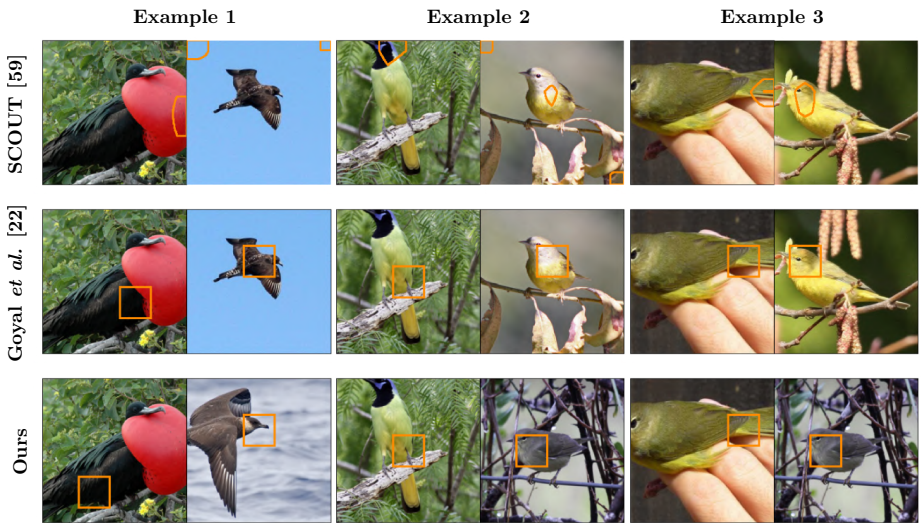 Example 1
Example 2
Example 3
SCOUT [59]
Goyal et al. [22]
Ours